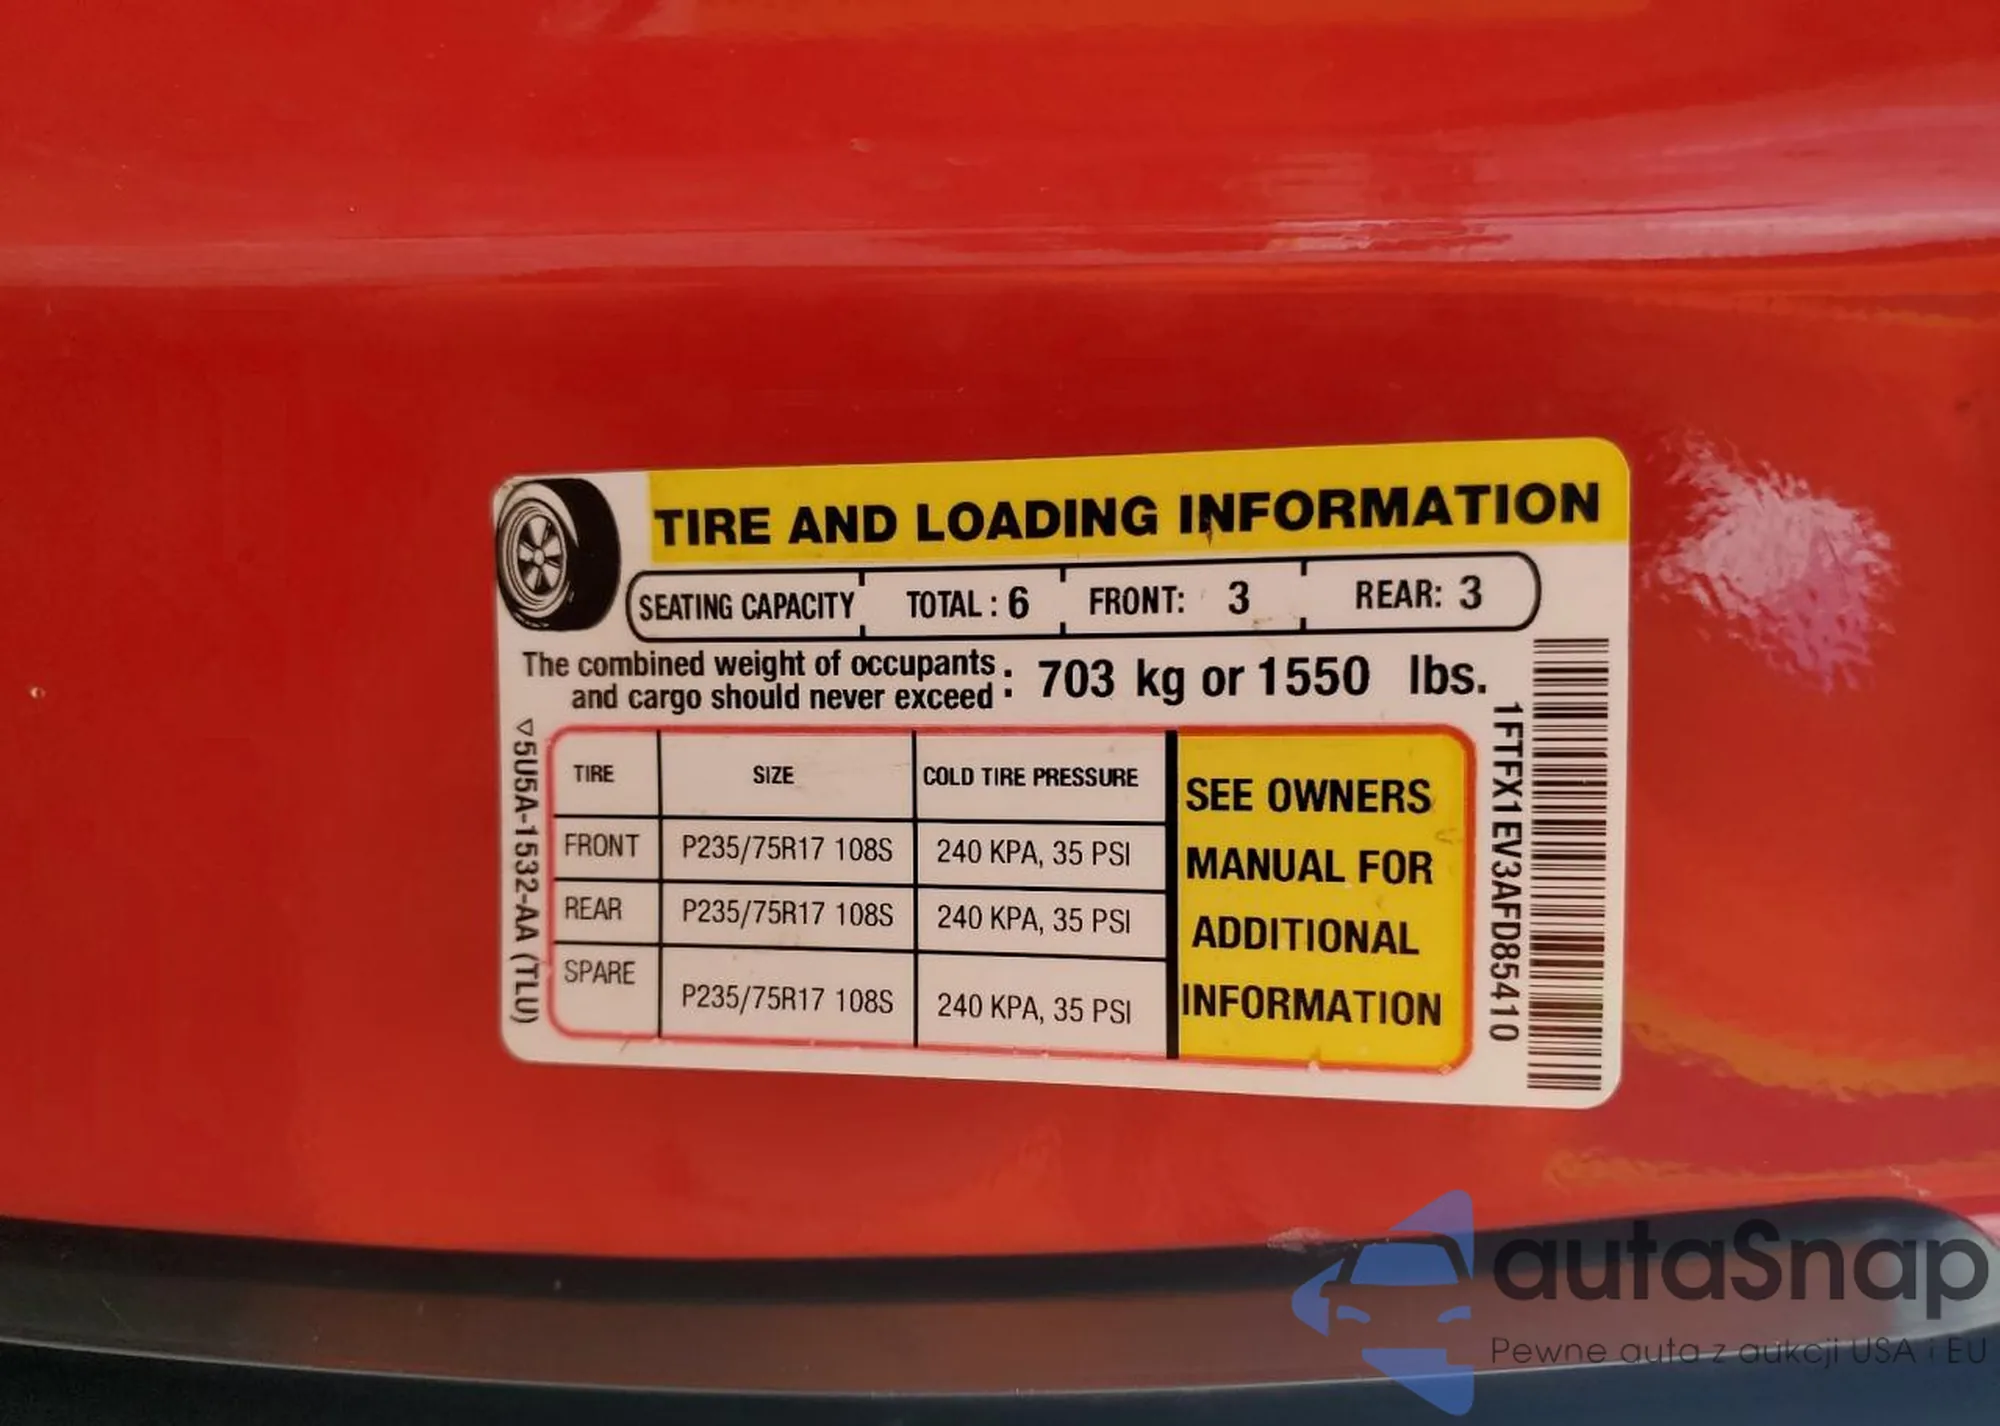 TIRE AND LOADING INFORMATION
SEATING CAPACITY TOTAL : 6 FRONT: 3 REAR: 3
The combined weight of occupants
and cargo should never exceed : 703 kg or 1550 lbs.
TIRE SIZE COLD TIRE PRESSURE
FRONT P235/75R17 108S 240 KPA, 35 PSI
REAR P235/75R17 108S 240 KPA, 35 PSI
SPARE P235/75R17 108S 240 KPA, 35 PSI
SEE OWNERS
MANUAL FOR
ADDITIONAL
INFORMATION
5U5A-1532-AA (TLU)
1FTFX1EV3AFD85410
autaSnap
Pewne auta z aukcji USA i EU